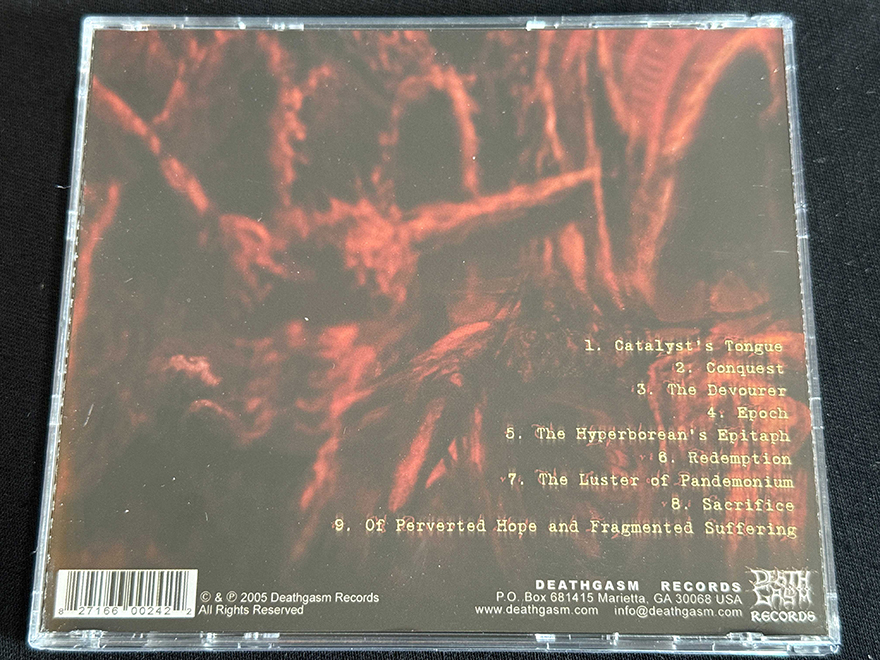 1. Catalyst's Tongue
2. Conquest
3. The Devourer
4. Epoch
5. The Hyperborean's Epitaph
6. Redemption
7. The Luster of Pandemonium
8. Sacrifice
9. Of Perverted Hope and Fragmented Suffering
8 27166 00242 2
© & ℗ 2005 Deathgasm Records
All Rights Reserved
DEATHGASM RECORDS
P.O. Box 681415 Marietta, GA 30068 USA
www.deathgasm.com info@deathgasm.com
DEATH
GASM
RECORDS